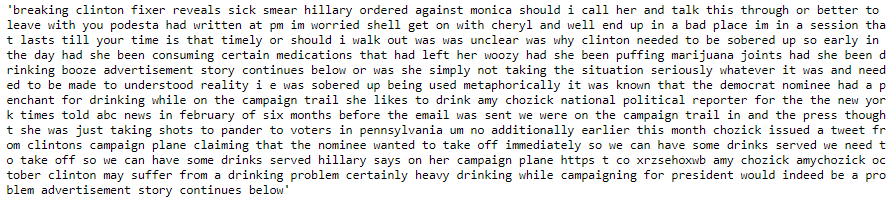 'breaking clinton fixer reveals sick smear hillary ordered against monica should i call her and talk this through or better to
leave with you podesta had written at pm im worried shell get on with cheryl and well end up in a bad place im in a session tha
t lasts till your time is that timely or should i walk out was was unclear was why clinton needed to be sobered up so early in
the day had she been consuming certain medications that had left her woozy had she been puffing marijuana joints had she been d
rinking booze advertisement story continues below or was she simply not taking the situation seriously whatever it was and need
ed to be made to understood reality i e was sobered up being used metaphorically it was known that the democrat nominee had a p
enchant for drinking while on the campaign trail she likes to drink amy chozick national political reporter for the the new yor
k times told abc news in february of six months before the email was sent we were on the campaign trail in and the press though
t she was just taking shots to pander to voters in pennsylvania um no additionally earlier this month chozick issued a tweet fr
om clintons campaign plane claiming that the nominee wanted to take off immediately so we can have some drinks served we need t
o take off so we can have some drinks served hillary says on her campaign plane https t co xrzsehoxwb amy chozick amychozick oc
tober clinton may suffer from a drinking problem certainly heavy drinking while campaigning for president would indeed be a pro
blem advertisement story continues below'